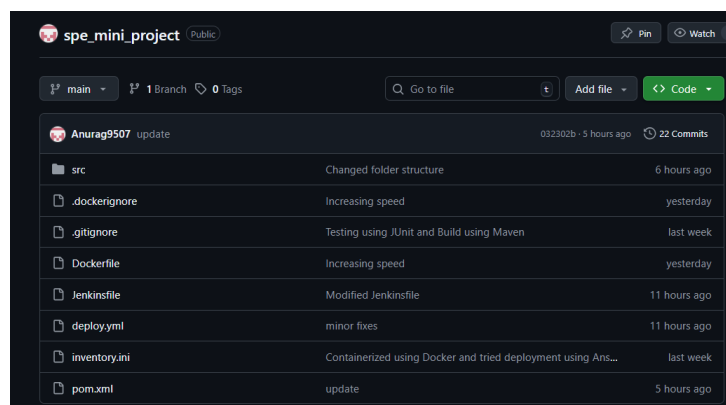 spe_mini_project Public Pin Watch
main 1 Branch 0 Tags Go to file t Add file Code
Anurag9507 update 032302b · 5 hours ago 22 Commits
src Changed folder structure 6 hours ago
.dockerignore Increasing speed yesterday
.gitignore Testing using JUnit and Build using Maven last week
Dockerfile Increasing speed yesterday
Jenkinsfile Modified Jenkinsfile 11 hours ago
deploy.yml minor fixes 11 hours ago
inventory.ini Containerized using Docker and tried deployment using Ans... last week
pom.xml update 5 hours ago